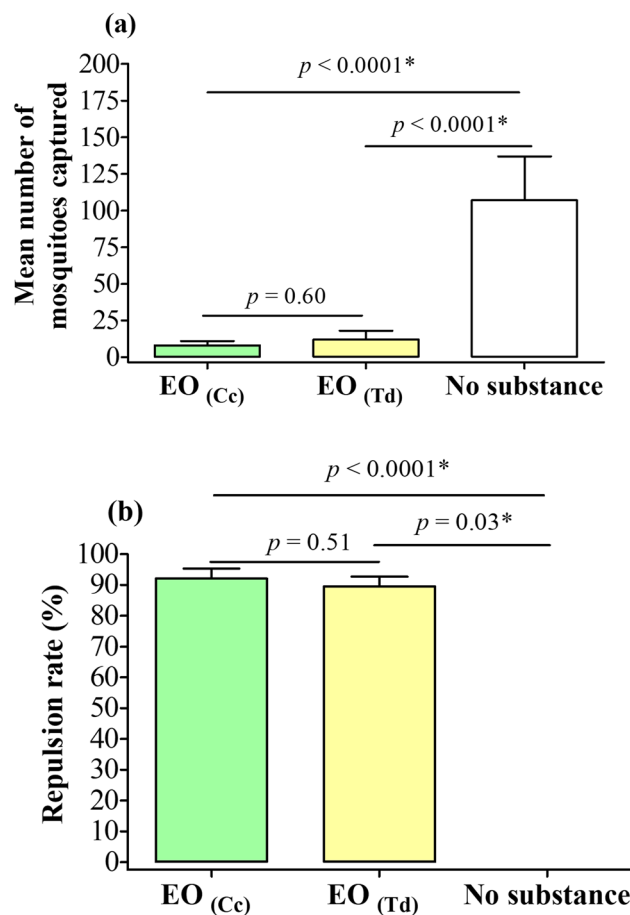 (a)
Mean number of
mosquitoes captured
200
175
150
125
100
75
50
25
0
p < 0.0001*
p < 0.0001*
p = 0.60
EO (Cc)
EO (Td)
No substance
(b)
Repulsion rate (%)
100
90
80
70
60
50
40
30
20
10
0
p < 0.0001*
p = 0.03*
p = 0.51
EO (Cc)
EO (Td)
No substance